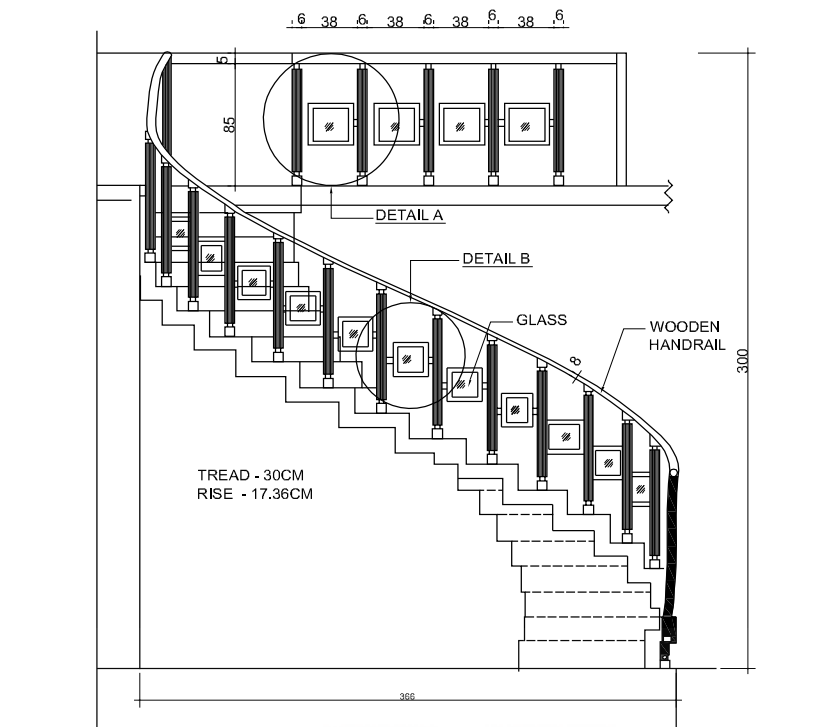 6 38 6 38 6 38 6 38 6
5
85
DETAIL A
DETAIL B
GLASS
WOODEN
HANDRAIL
8
300
TREAD - 30CM
RISE - 17.36CM
366